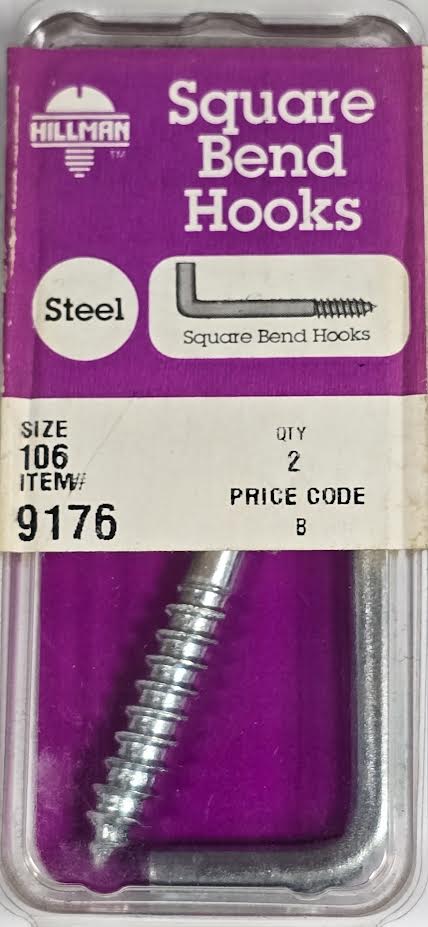 HILLMAN
TM
Square
Bend
Hooks
Steel
Square Bend Hooks
SIZE
106
ITEM#
9176
QTY
2
PRICE CODE
B